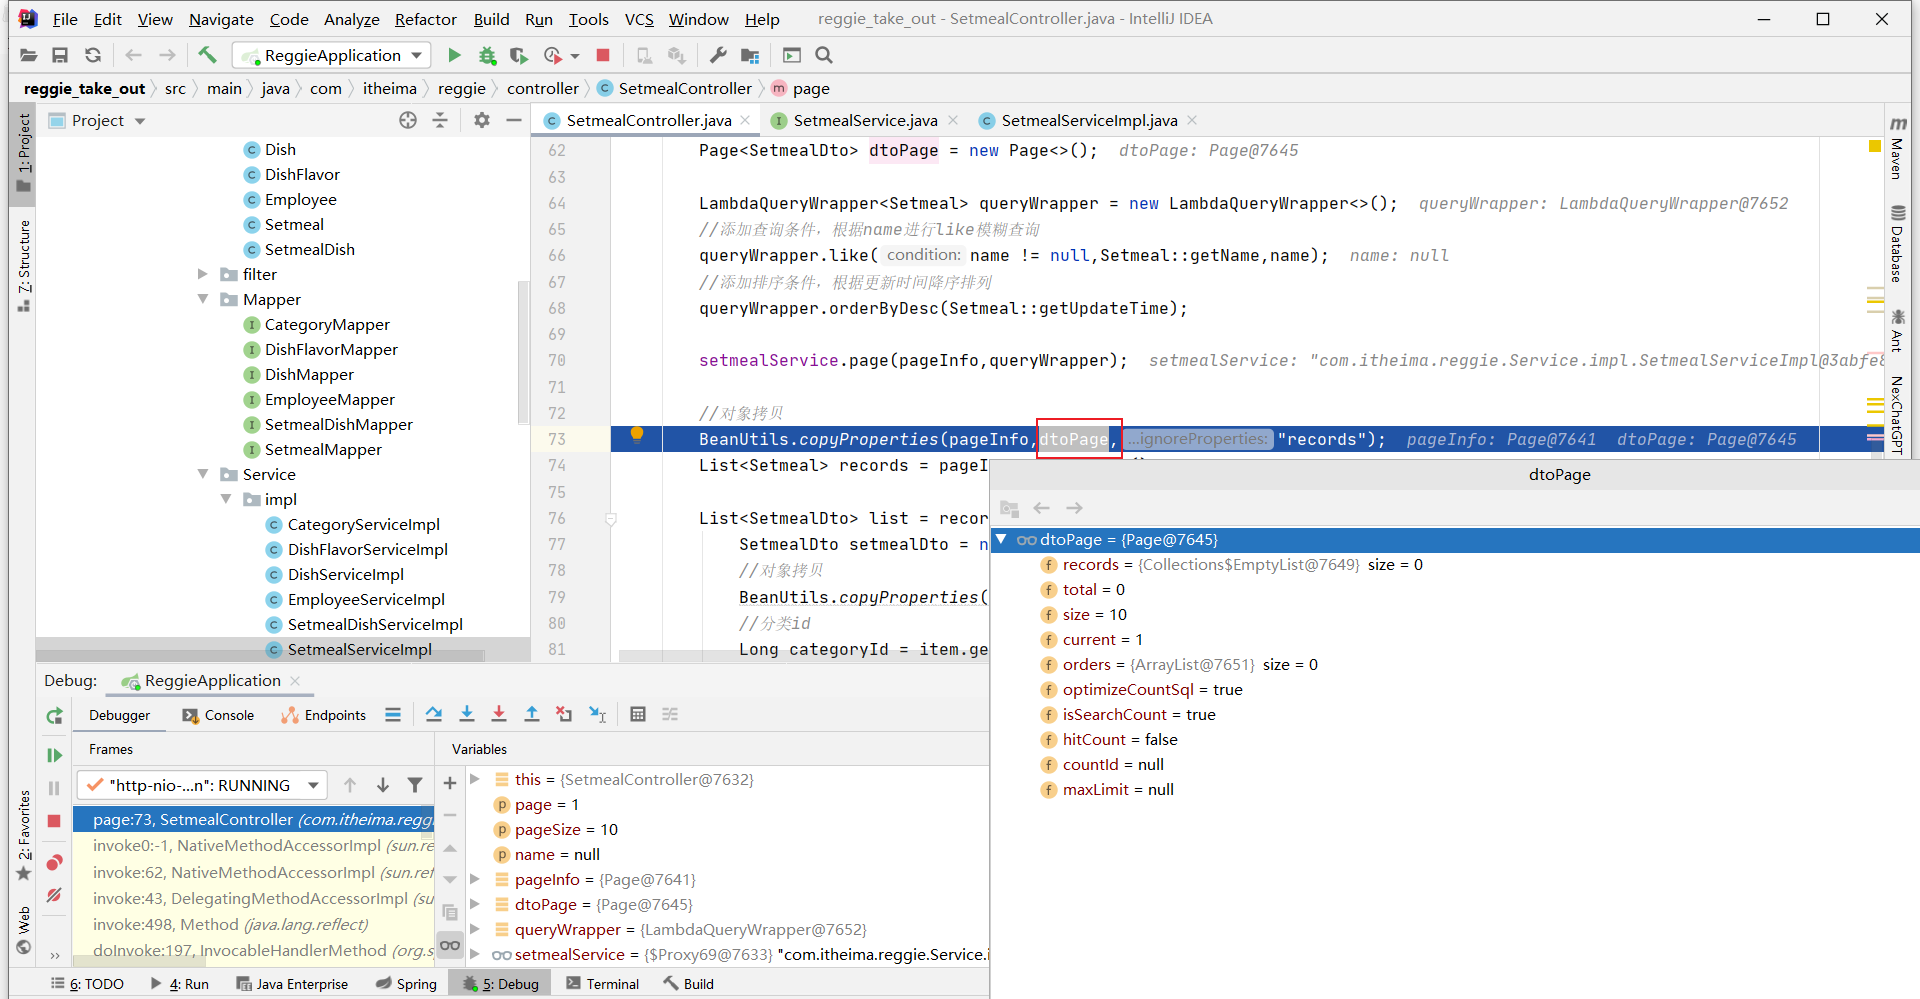 File Edit View Navigate Code Analyze Refactor Build Run Tools VCS Window Help reggie_take_out - SetmealController.java - IntelliJ IDEA
ReggieApplication
reggie_take_out src main java com itheima reggie controller SetmealController page
Project
SetmealController.java SetmealService.java SetmealServiceImpl.java
1: Project
7: Structure
2: Favorites
Web
Dish
DishFlavor
Employee
Setmeal
SetmealDish
filter
Mapper
CategoryMapper
DishFlavorMapper
DishMapper
EmployeeMapper
SetmealDishMapper
SetmealMapper
Service
impl
CategoryServiceImpl
DishFlavorServiceImpl
DishServiceImpl
EmployeeServiceImpl
SetmealDishServiceImpl
SetmealServiceImpl
62 Page<SetmealDto> dtoPage = new Page<>(); dtoPage: Page@7645
63
64 LambdaQueryWrapper<Setmeal> queryWrapper = new LambdaQueryWrapper<>(); queryWrapper: LambdaQueryWrapper@7652
65 //添加查询条件，根据name进行like模糊查询
66 queryWrapper.like( condition: name != null,Setmeal::getName,name); name: null
67 //添加排序条件，根据更新时间降序排列
68 queryWrapper.orderByDesc(Setmeal::getUpdateTime);
69
70 setmealService.page(pageInfo,queryWrapper); setmealService: "com.itheima.reggie.Service.impl.SetmealServiceImpl@3abfe8
71
72 //对象拷贝
73 BeanUtils.copyProperties(pageInfo,dtoPage, ...ignoreProperties: "records"); pageInfo: Page@7641 dtoPage: Page@7645
74 List<Setmeal> records = pageI
75
76 List<SetmealDto> list = recor
77 SetmealDto setmealDto = n
78 //对象拷贝
79 BeanUtils.copyProperties(
80 //分类id
81 Long categoryId = item.ge
Maven
Database
Ant
NexChatGPT
dtoPage
dtoPage = {Page@7645}
records = {Collections$EmptyList@7649} size = 0
total = 0
size = 10
current = 1
orders = {ArrayList@7651} size = 0
optimizeCountSql = true
isSearchCount = true
hitCount = false
countId = null
maxLimit = null
Debug: ReggieApplication
Debugger Console Endpoints
Frames
"http-nio-...n": RUNNING
page:73, SetmealController (com.itheima.regg
invoke0:-1, NativeMethodAccessorImpl (sun.re
invoke:62, NativeMethodAccessorImpl (sun.ref
invoke:43, DelegatingMethodAccessorImpl (su
invoke:498, Method (java.lang.reflect)
doInvoke:197, InvocableHandlerMethod (org.s
Variables
this = {SetmealController@7632}
page = 1
pageSize = 10
name = null
pageInfo = {Page@7641}
dtoPage = {Page@7645}
queryWrapper = {LambdaQueryWrapper@7652}
setmealService = {$Proxy69@7633} "com.itheima.reggie.Service.i
6: TODO 4: Run Java Enterprise Spring 5: Debug Terminal Build